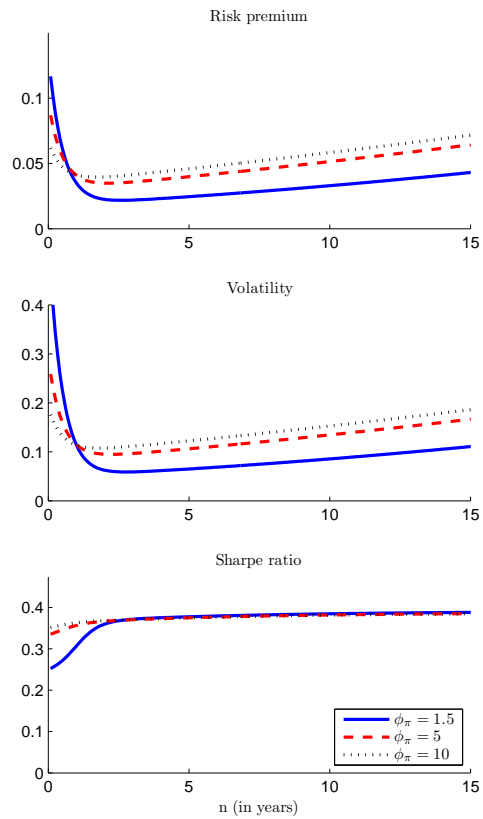 Risk premium
0.1
0.05
0
0 5 10 15
Volatility
0.4
0.3
0.2
0.1
0
0 5 10 15
Sharpe ratio
0.4
0.3
0.2
0.1
0
ϕπ = 1.5
ϕπ = 5
ϕπ = 10
0 5 10 15
n (in years)